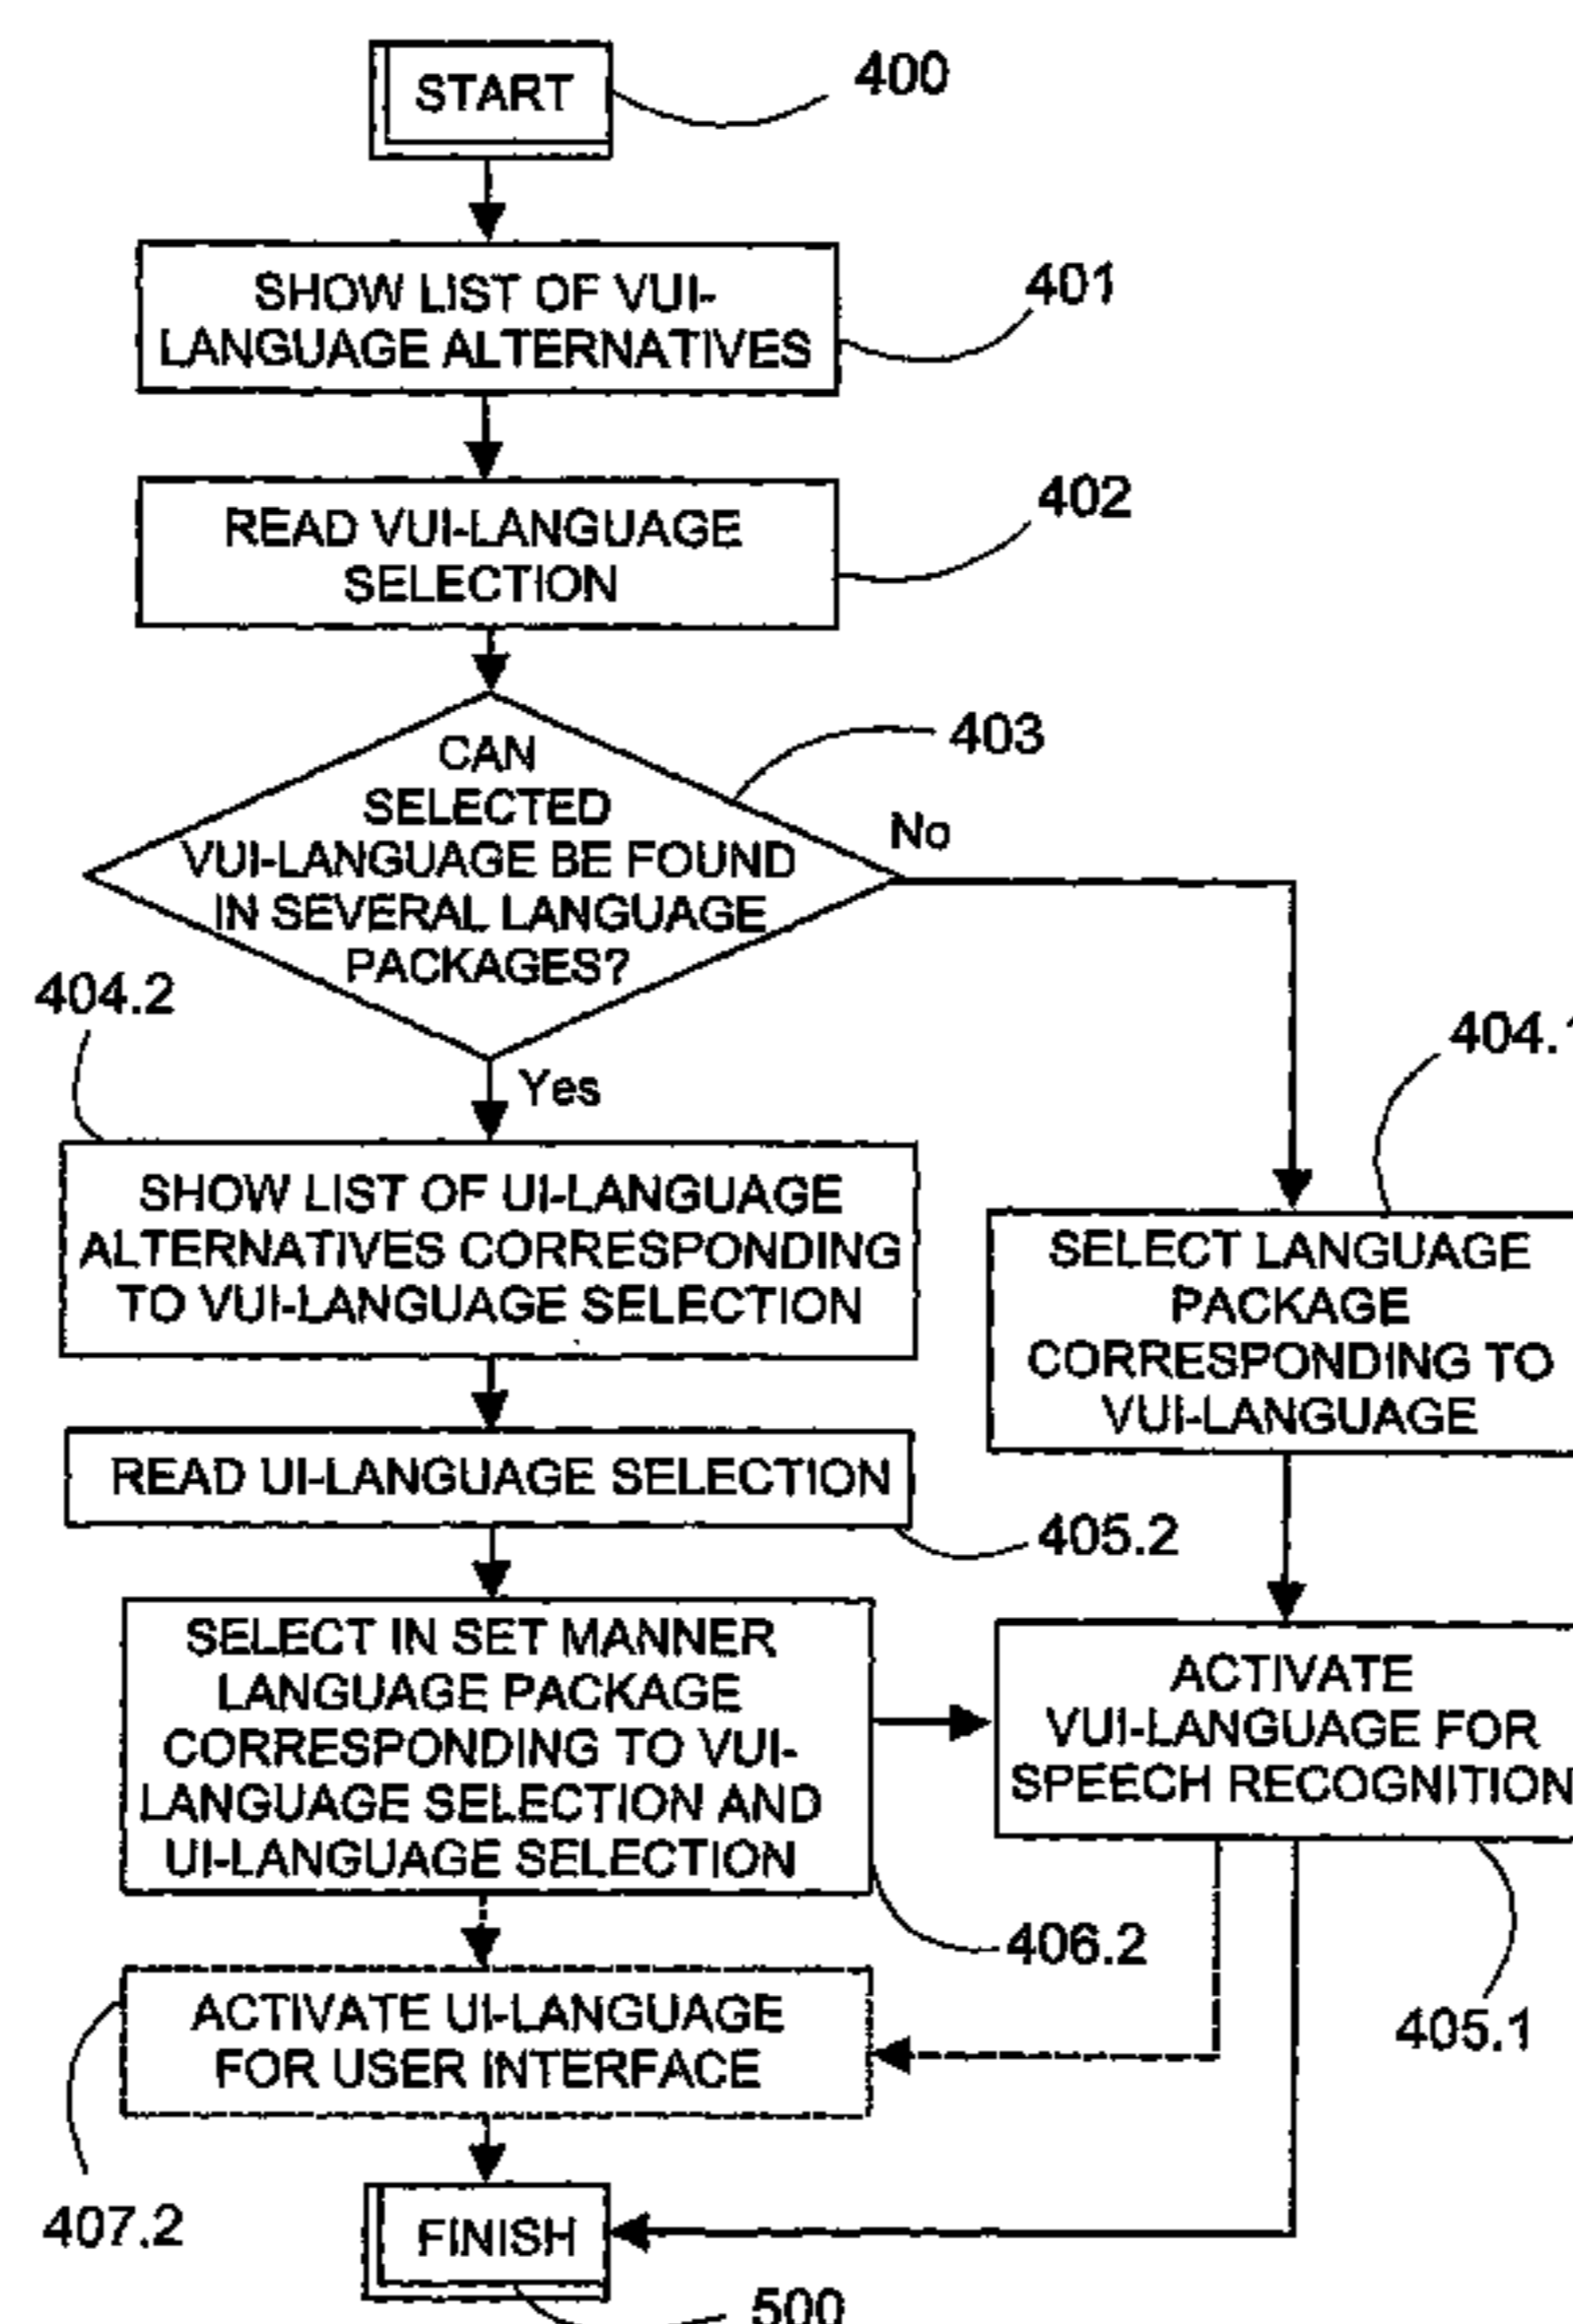 START
400
SHOW LIST OF VUI-
LANGUAGE ALTERNATIVES
401
READ VUI-LANGUAGE
SELECTION
402
CAN
SELECTED
VUI-LANGUAGE BE FOUND
IN SEVERAL LANGUAGE
PACKAGES?
403
No
404.2
Yes
404.1
SHOW LIST OF UI-LANGUAGE
ALTERNATIVES CORRESPONDING
TO VUI-LANGUAGE SELECTION
SELECT LANGUAGE
PACKAGE
CORRESPONDING TO
VUI-LANGUAGE
READ UI-LANGUAGE SELECTION
405.2
SELECT IN SET MANNER
LANGUAGE PACKAGE
CORRESPONDING TO VUI-
LANGUAGE SELECTION AND
UI-LANGUAGE SELECTION
ACTIVATE
VUI-LANGUAGE FOR
SPEECH RECOGNITION
406.2
405.1
ACTIVATE UI-LANGUAGE
FOR USER INTERFACE
407.2
FINISH
500